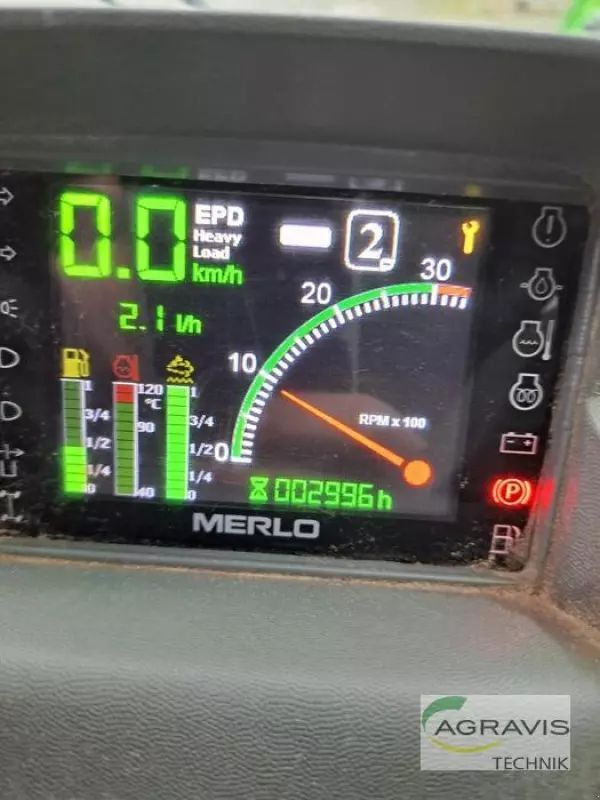 0.0
EPD
Heavy
Load
km/h
2
2.1 l/h
30
20
10
0
RPM x 100
1
3/4
1/2
1/4
0
120
°C
90
40
1
3/4
1/2
1/4
0
002996h
MERLO
P
AGRAVIS
TECHNIK